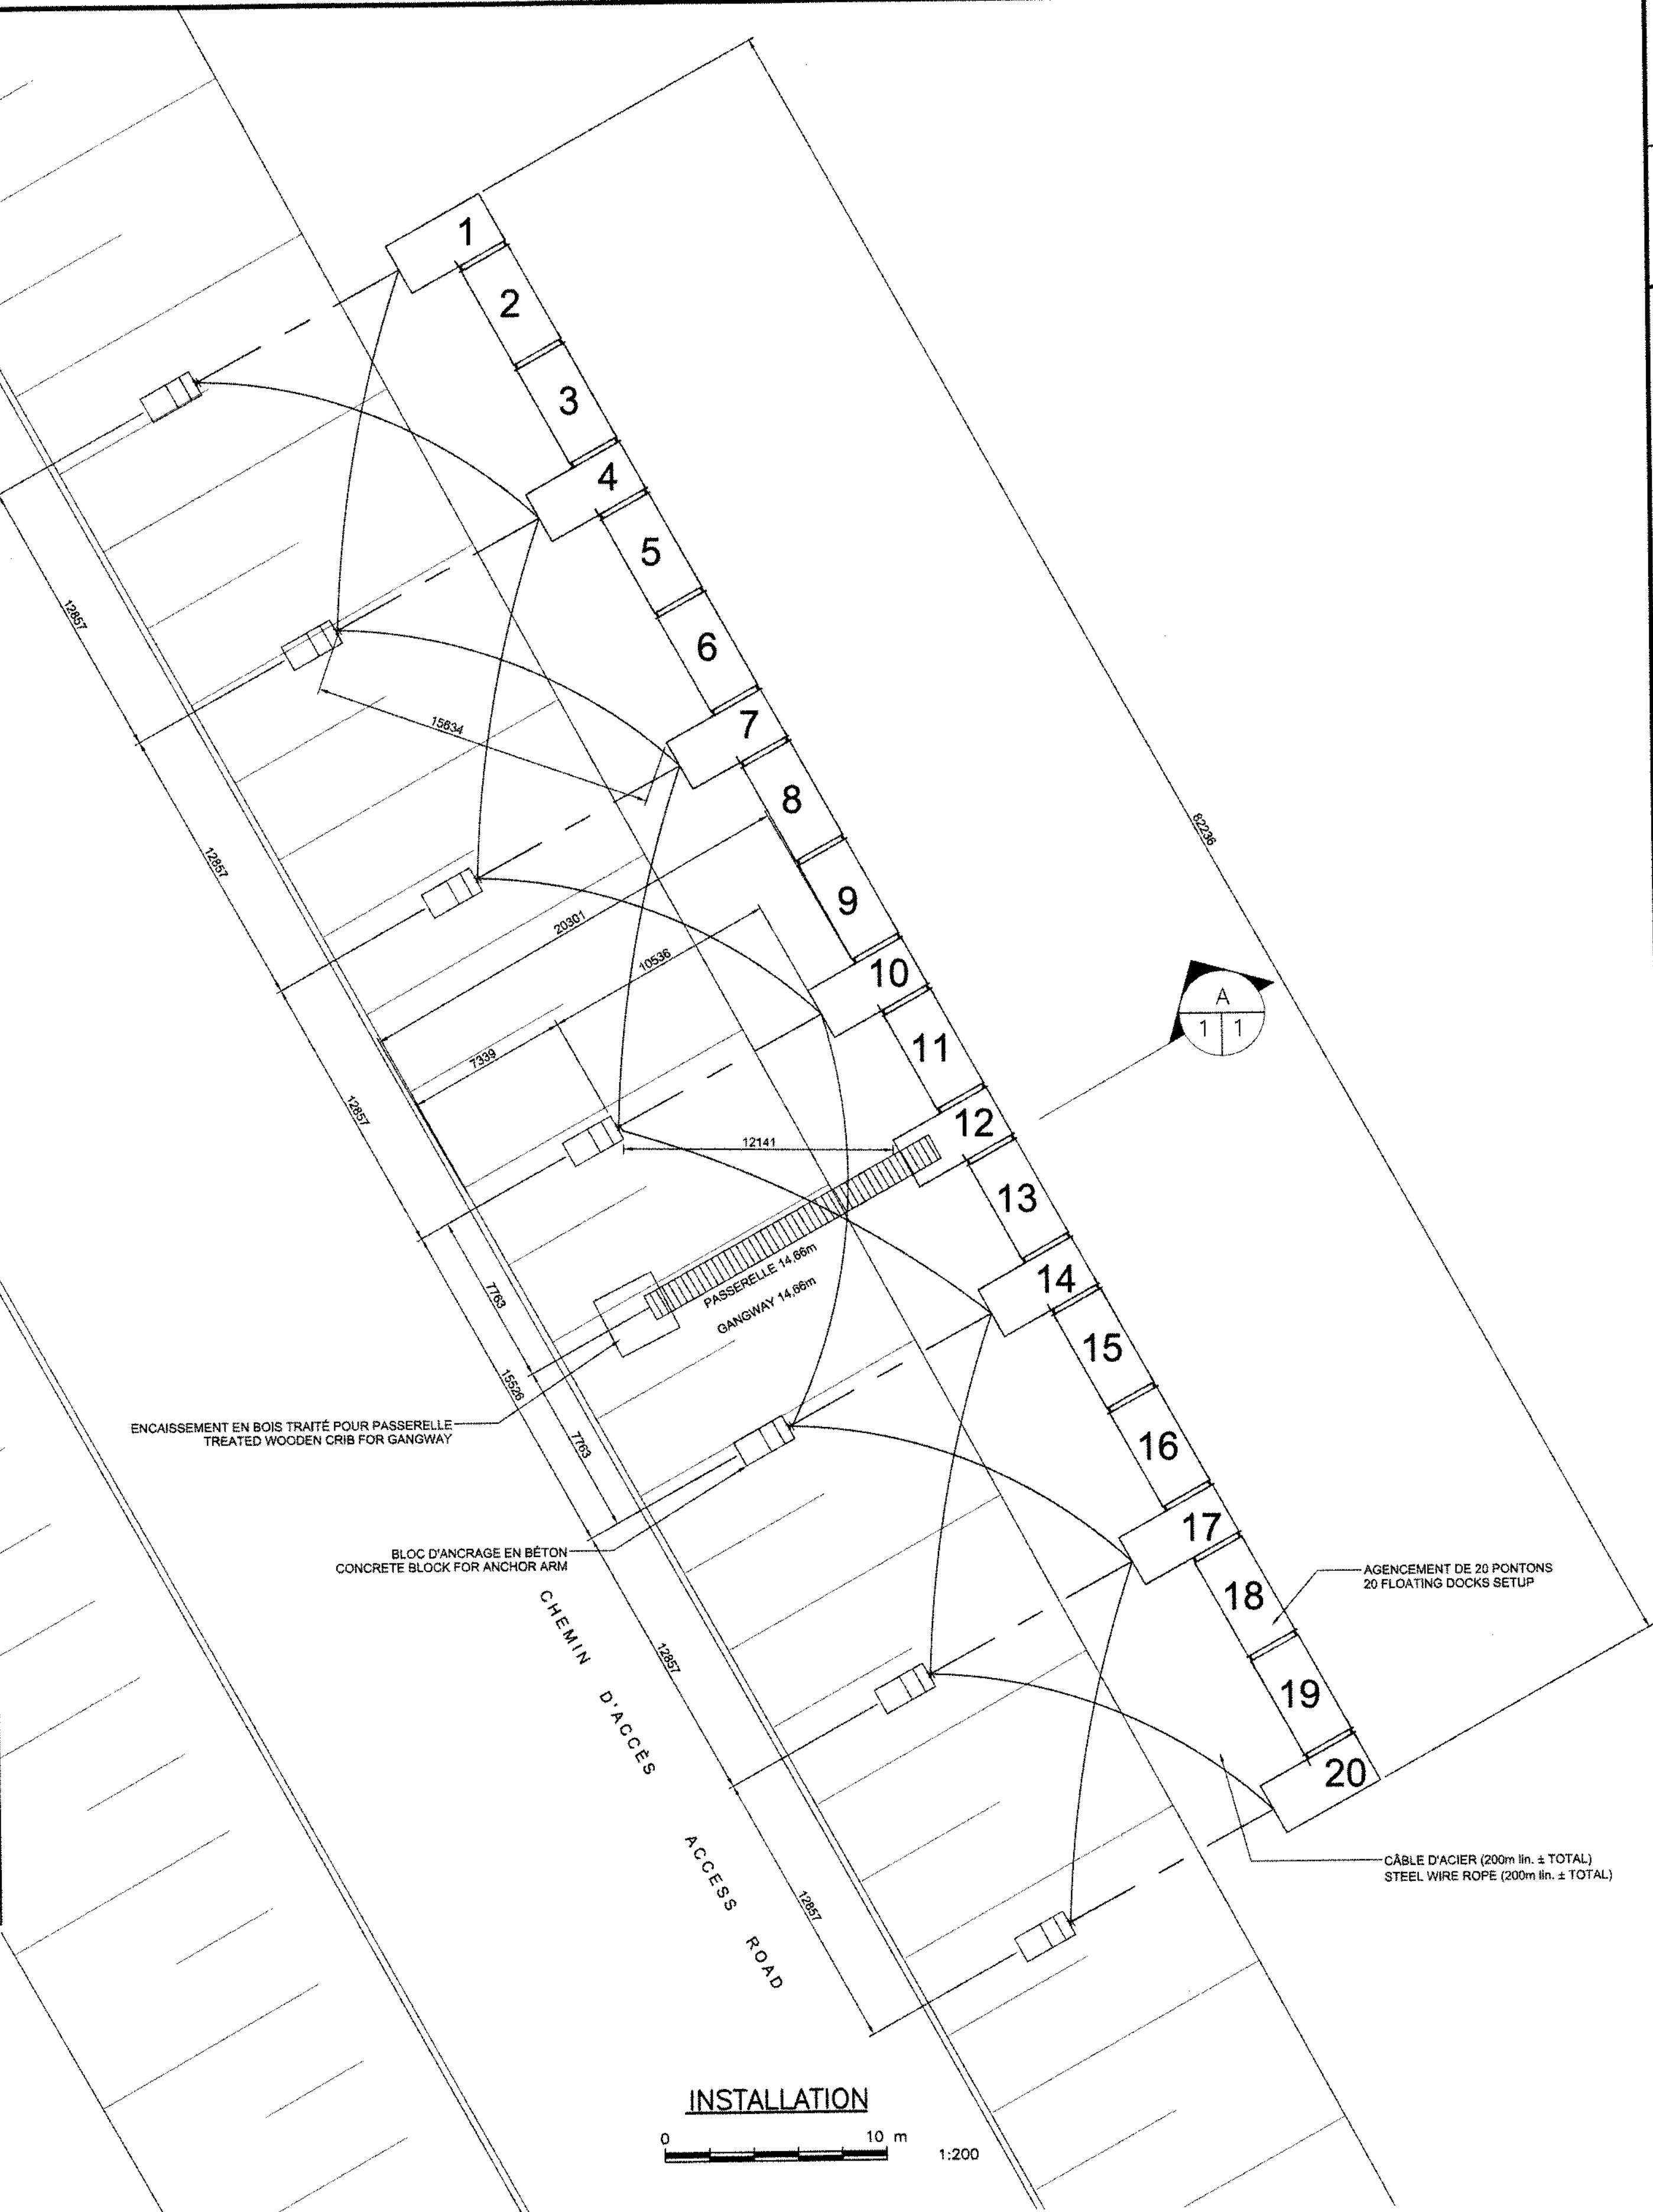 1
2
3
4
5
6
7
8
9
10
11
12
13
14
15
16
17
18
19
20
12857
12857
12857
15634
20301
10536
7339
12141
82236
A
1 1
7763
15526
7763
PASSERELLE 14,66m
GANGWAY 14,66m
ENCAISSEMENT EN BOIS TRAITÉ POUR PASSERELLE
TREATED WOODEN CRIB FOR GANGWAY
BLOC D'ANCRAGE EN BÉTON
CONCRETE BLOCK FOR ANCHOR ARM
AGENCEMENT DE 20 PONTONS
20 FLOATING DOCKS SETUP
12857
12857
CHEMIN D'ACCÈS
ACCESS ROAD
CÂBLE D'ACIER (200m lin. ± TOTAL)
STEEL WIRE ROPE (200m lin. ± TOTAL)
INSTALLATION
0 10 m
1:200